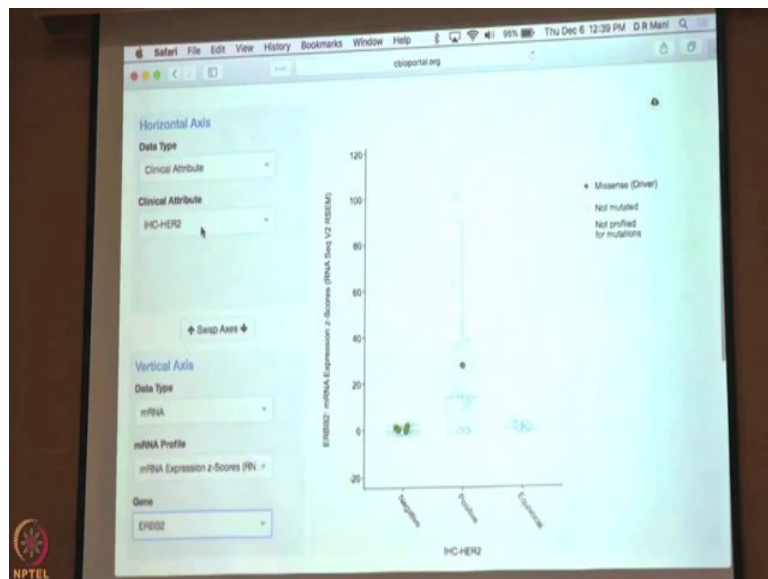 Safari File Edit View History Bookmarks Window Help 95% Thu Dec 6 12:39 PM D R Mani
cbioportal.org
Horizontal Axis
Data Type
Clinical Attribute
Clinical Attribute
IHC-HER2
Swap Axes
Vertical Axis
Data Type
mRNA
mRNA Profile
mRNA Expression z-Scores (RN
Gene
ERBB2
ERBB2: mRNA Expression z-Scores (RNA Seq V2 RSEM)
120
100
80
60
40
20
0
-20
Negative
Positive
Equivocal
IHC-HER2
Missense (Driver)
Not mutated
Not profiled
for mutations
NPTEL